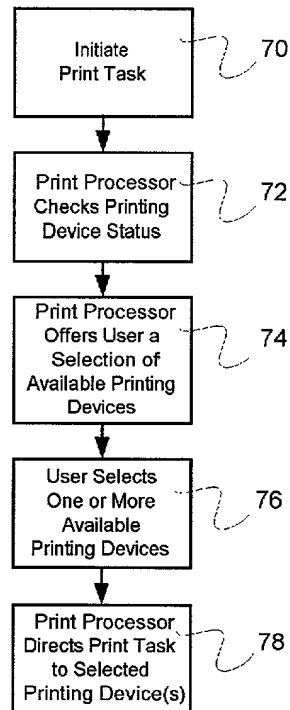 Initiate
Print Task
70
Print Processor
Checks Printing
Device Status
72
Print Processor
Offers User a
Selection of
Available Printing
Devices
74
User Selects
One or More
Available
Printing Devices
76
Print Processor
Directs Print Task
to Selected
Printing Device(s)
78